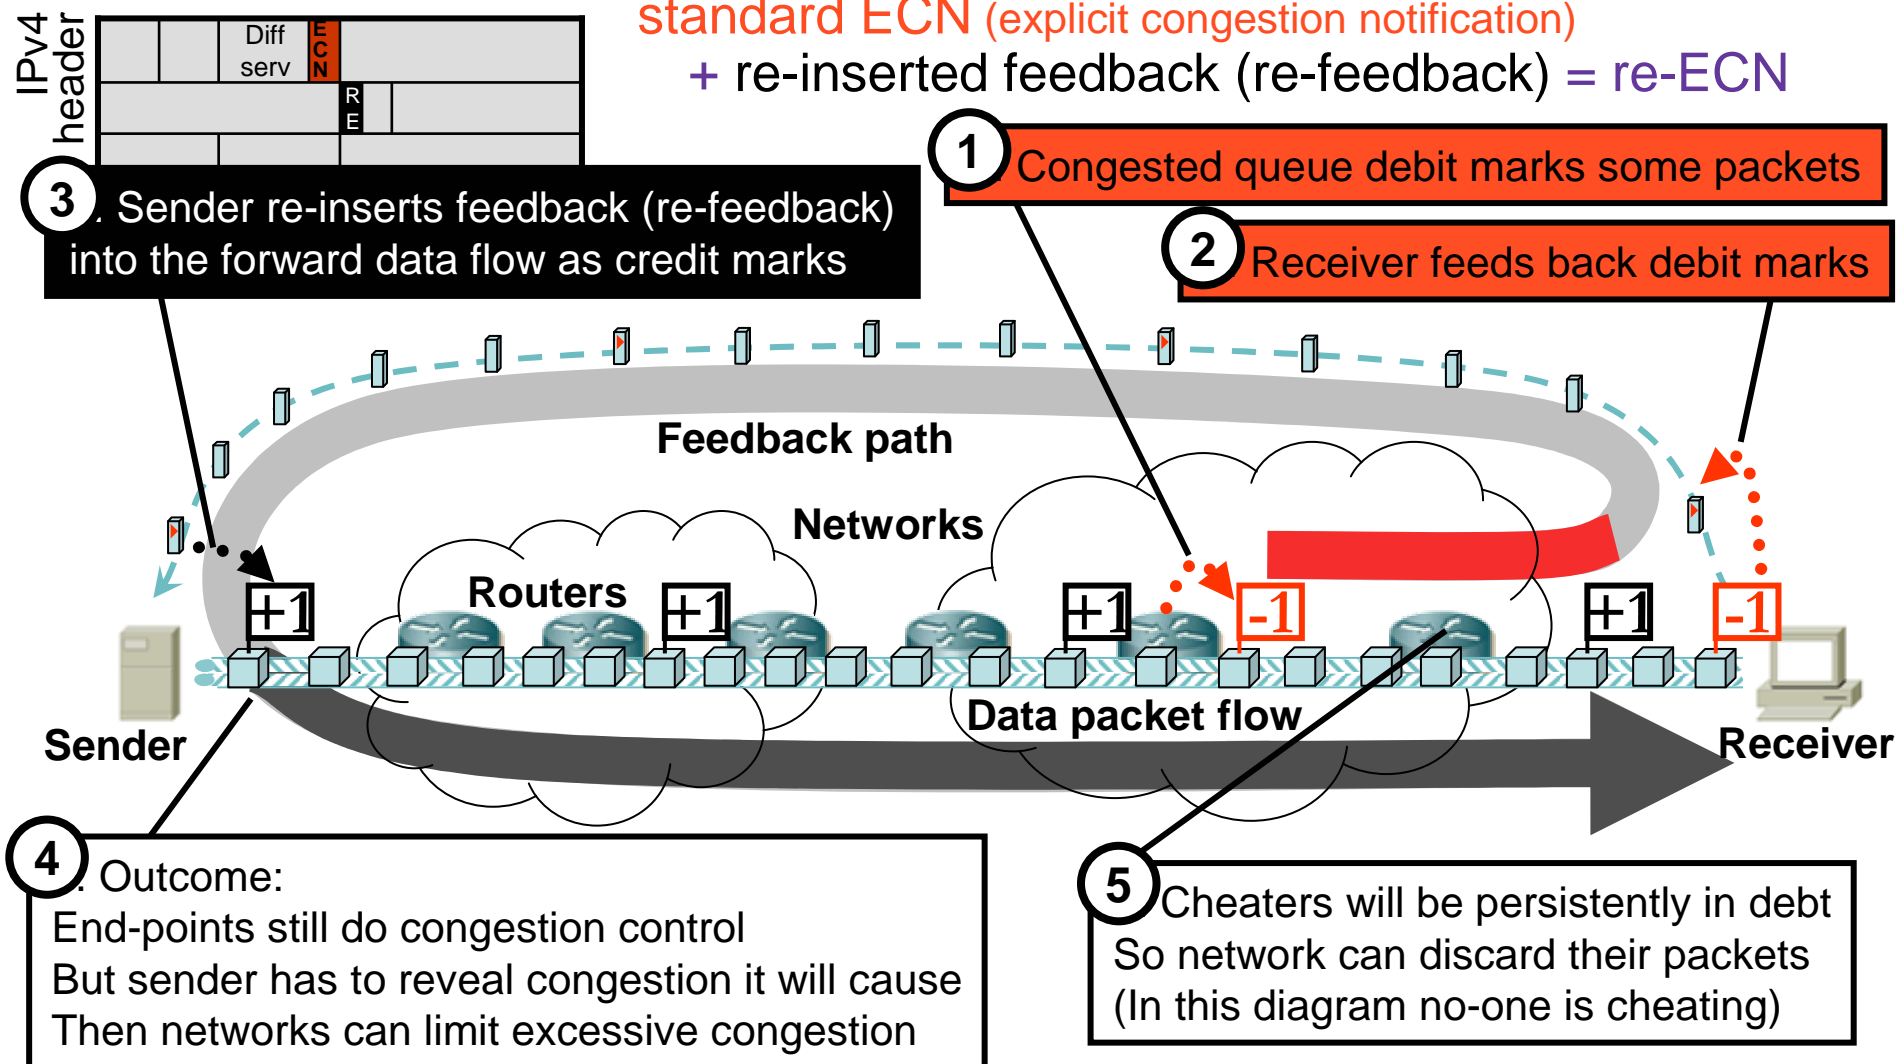 IPv4
header
Diff
serv
ECN
RE
standard ECN (explicit congestion notification)
+ re-inserted feedback (re-feedback) = re-ECN
1
Congested queue debit marks some packets
3
. Sender re-inserts feedback (re-feedback)
into the forward data flow as credit marks
2
Receiver feeds back debit marks
Feedback path
Networks
Routers
+1
+1
+1
-1
+1
-1
Data packet flow
Sender
Receiver
4
. Outcome:
End-points still do congestion control
But sender has to reveal congestion it will cause
Then networks can limit excessive congestion
5
Cheaters will be persistently in debt
So network can discard their packets
(In this diagram no-one is cheating)